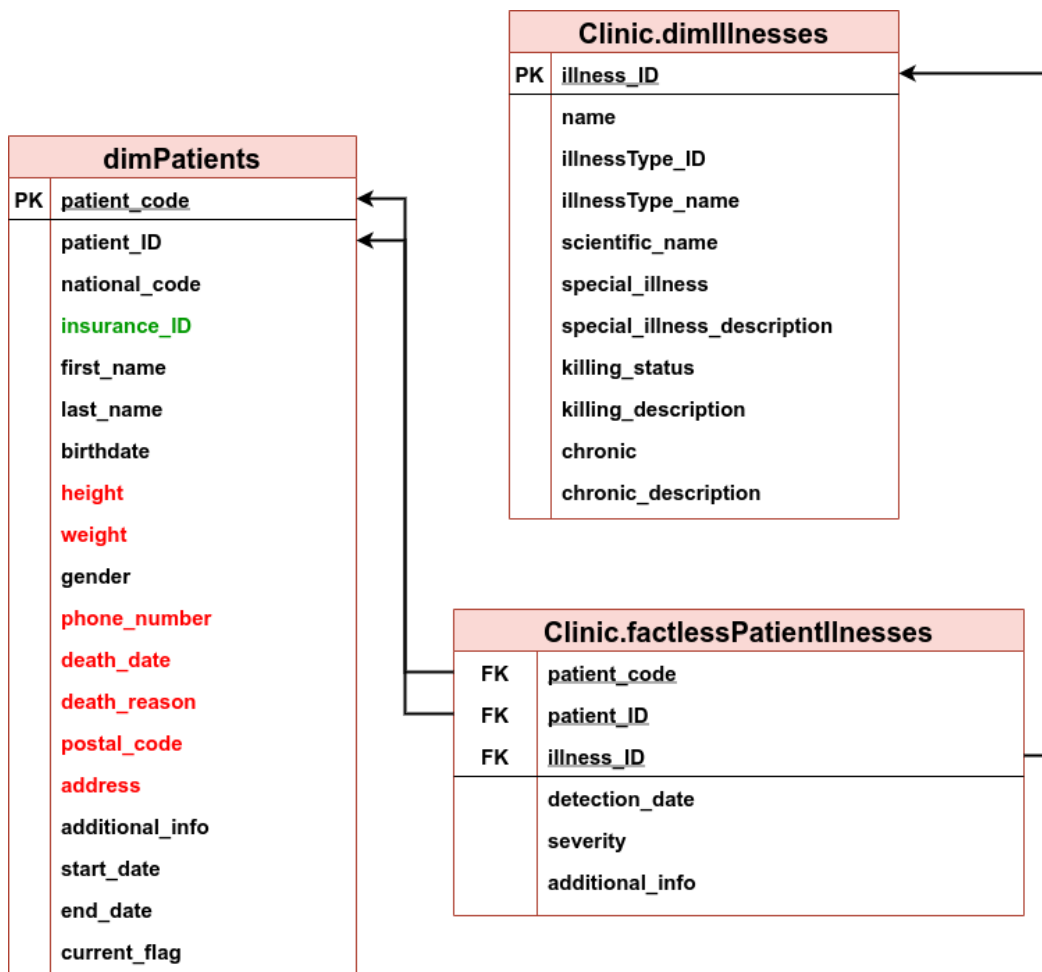 Clinic.dimIllnesses
PK illness_ID
name
illnessType_ID
illnessType_name
scientific_name
special_illness
special_illness_description
killing_status
killing_description
chronic
chronic_description
dimPatients
PK patient_code
patient_ID
national_code
insurance_ID
first_name
last_name
birthdate
height
weight
gender
phone_number
death_date
death_reason
postal_code
address
additional_info
start_date
end_date
current_flag
Clinic.factlessPatientIlnesses
FK patient_code
FK patient_ID
FK illness_ID
detection_date
severity
additional_info